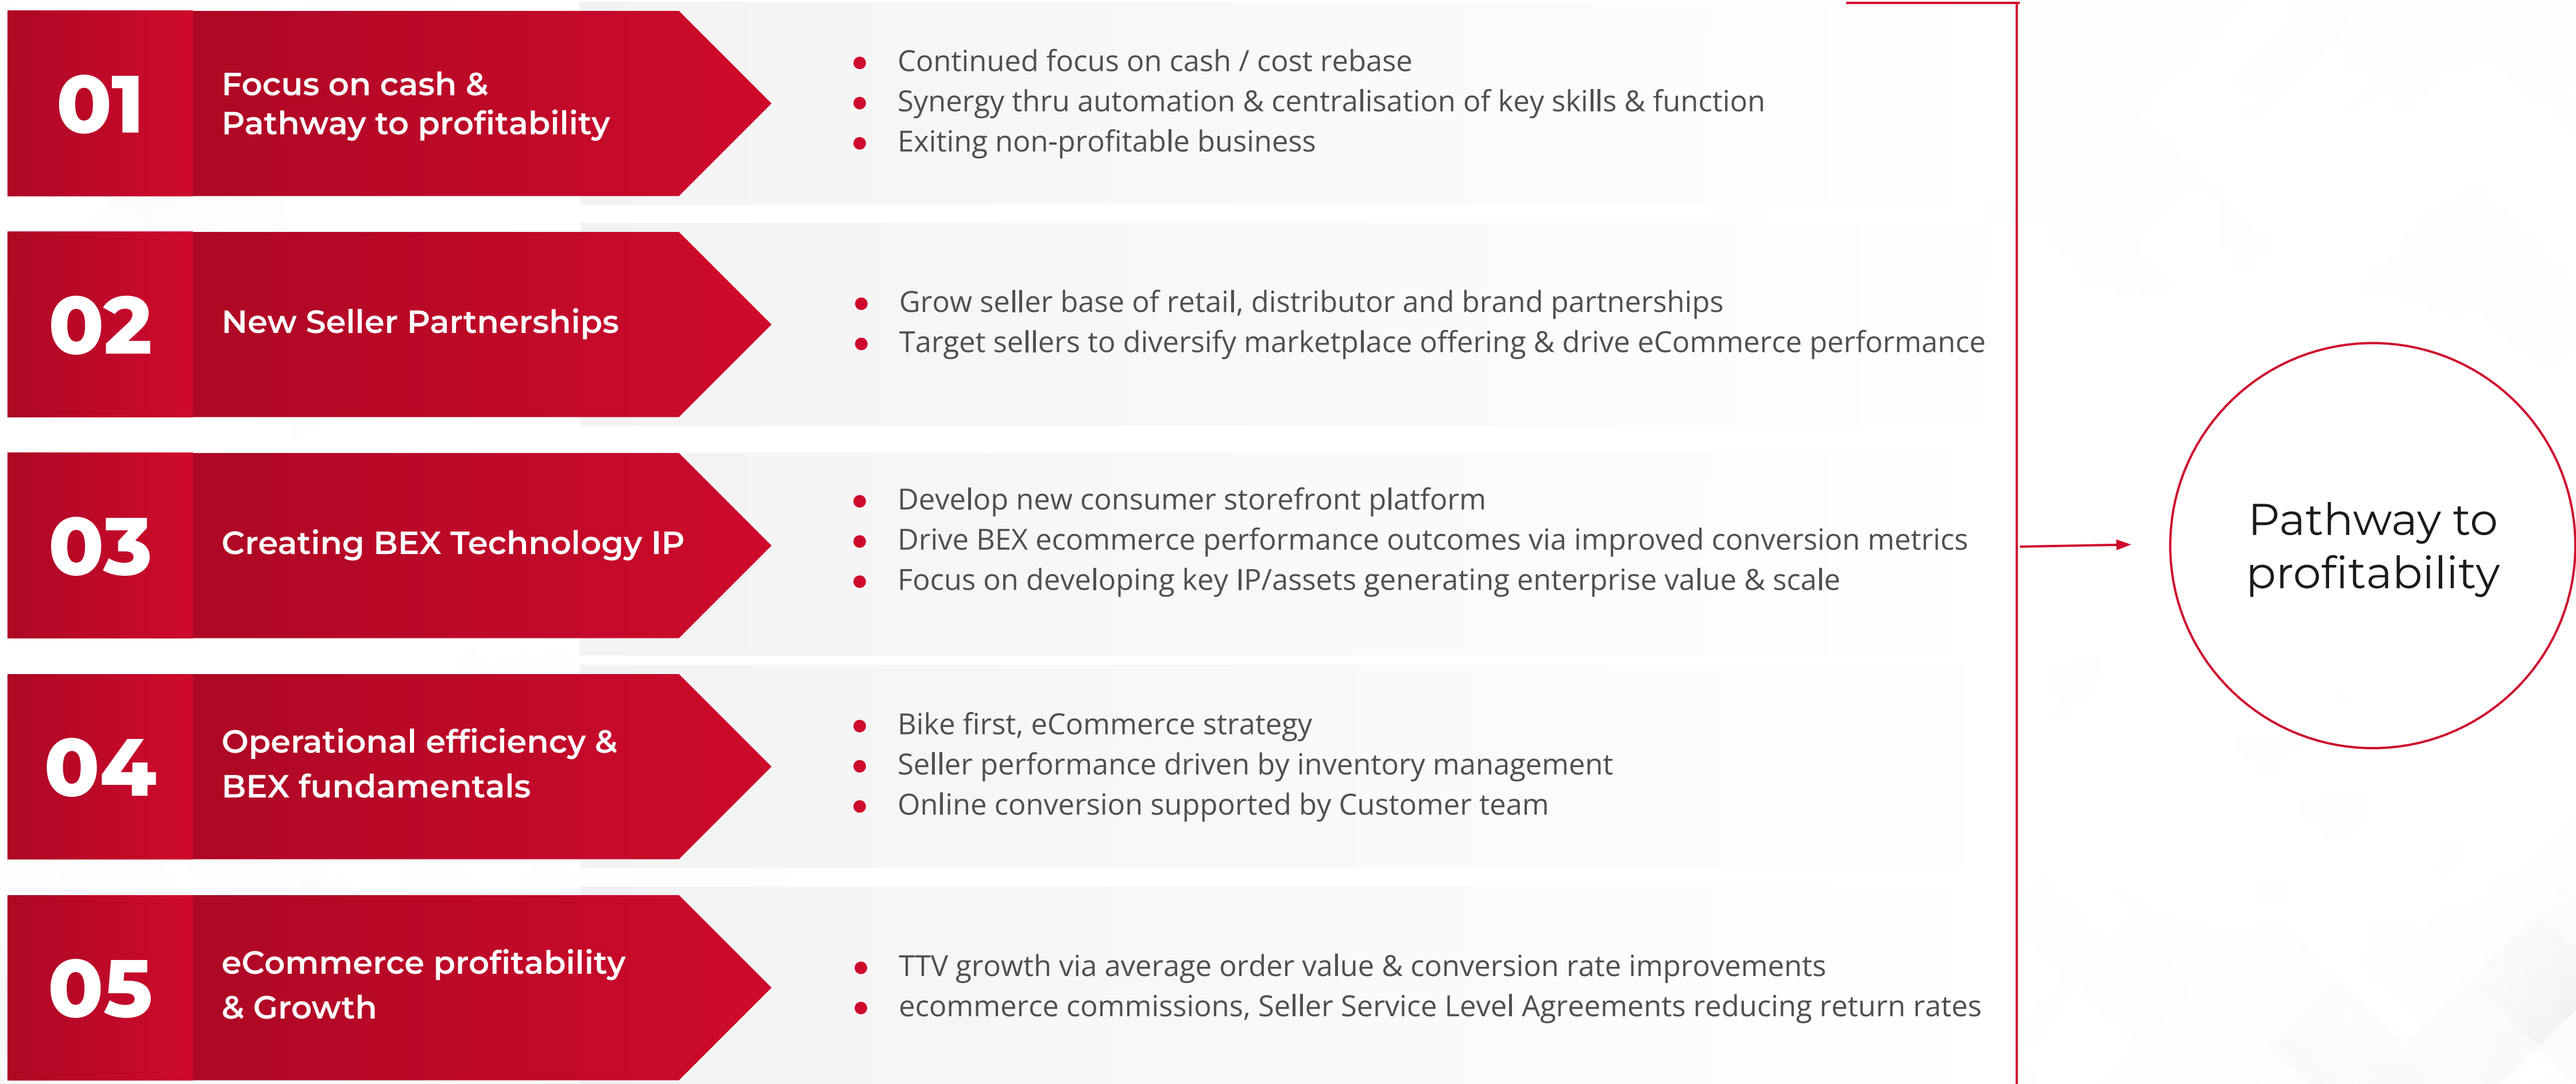 01
Focus on cash &
Pathway to profitability
● Continued focus on cash / cost rebase
● Synergy thru automation & centralisation of key skills & function
● Exiting non-profitable business
02
New Seller Partnerships
● Grow seller base of retail, distributor and brand partnerships
● Target sellers to diversify marketplace offering & drive eCommerce performance
03
Creating BEX Technology IP
● Develop new consumer storefront platform
● Drive BEX ecommerce performance outcomes via improved conversion metrics
● Focus on developing key IP/assets generating enterprise value & scale
04
Operational efficiency &
BEX fundamentals
● Bike first, eCommerce strategy
● Seller performance driven by inventory management
● Online conversion supported by Customer team
05
eCommerce profitability
& Growth
● TTV growth via average order value & conversion rate improvements
● ecommerce commissions, Seller Service Level Agreements reducing return rates
Pathway to
profitability